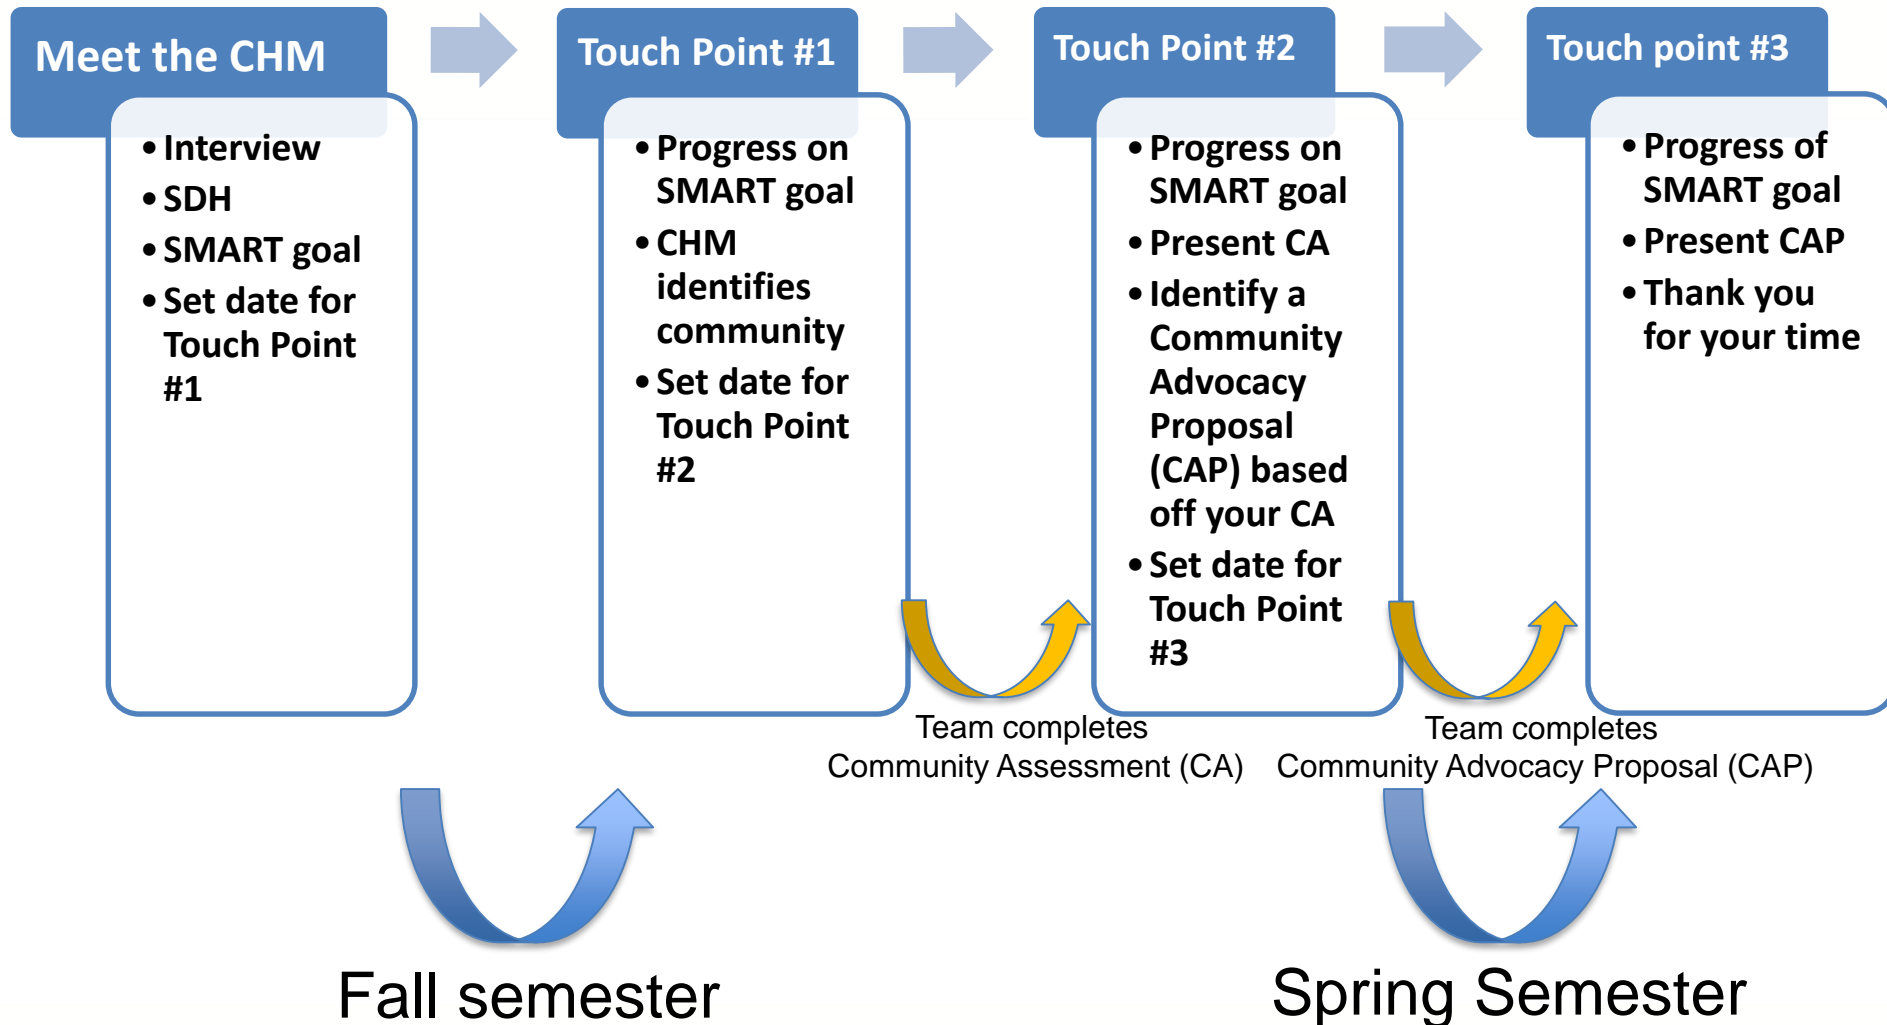 Meet the CHM
• Interview
• SDH
• SMART goal
• Set date for
Touch Point
#1
Touch Point #1
• Progress on
SMART goal
• CHM
identifies
community
• Set date for
Touch Point
#2
Touch Point #2
• Progress on
SMART goal
• Present CA
• Identify a
Community
Advocacy
Proposal
(CAP) based
off your CA
• Set date for
Touch Point
#3
Touch point #3
• Progress of
SMART goal
• Present CAP
• Thank you
for your time
Team completes
Community Assessment (CA)
Team completes
Community Advocacy Proposal (CAP)
Fall semester
Spring Semester